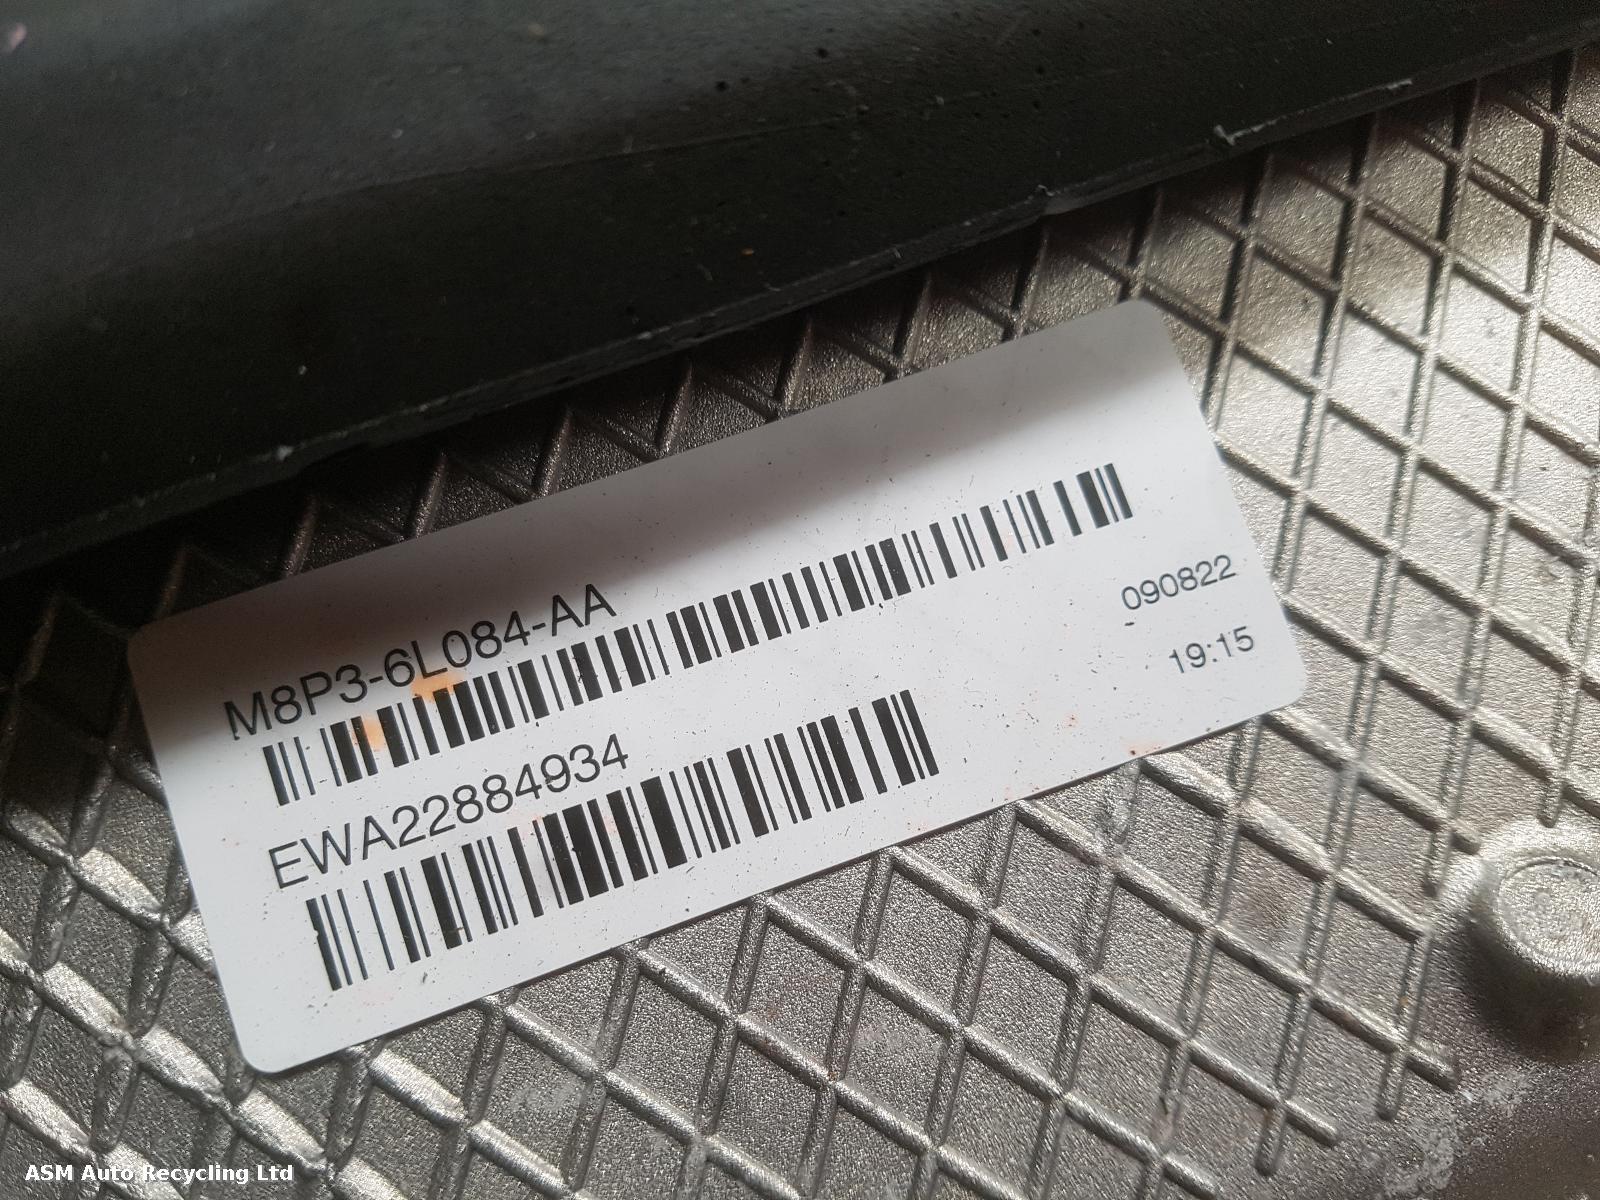 M8P3-6L084-AA
090822
EWA22884934
19:15
ASM Auto Recycling Ltd